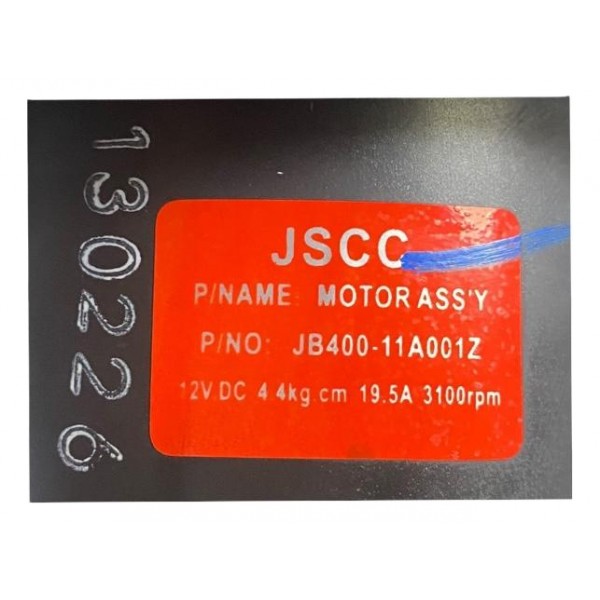 130226
JSCC
P/NAME: MOTOR ASS'Y
P/NO: JB400-11A001Z
12V.DC 4.4kg.cm 19.5A 3100rpm